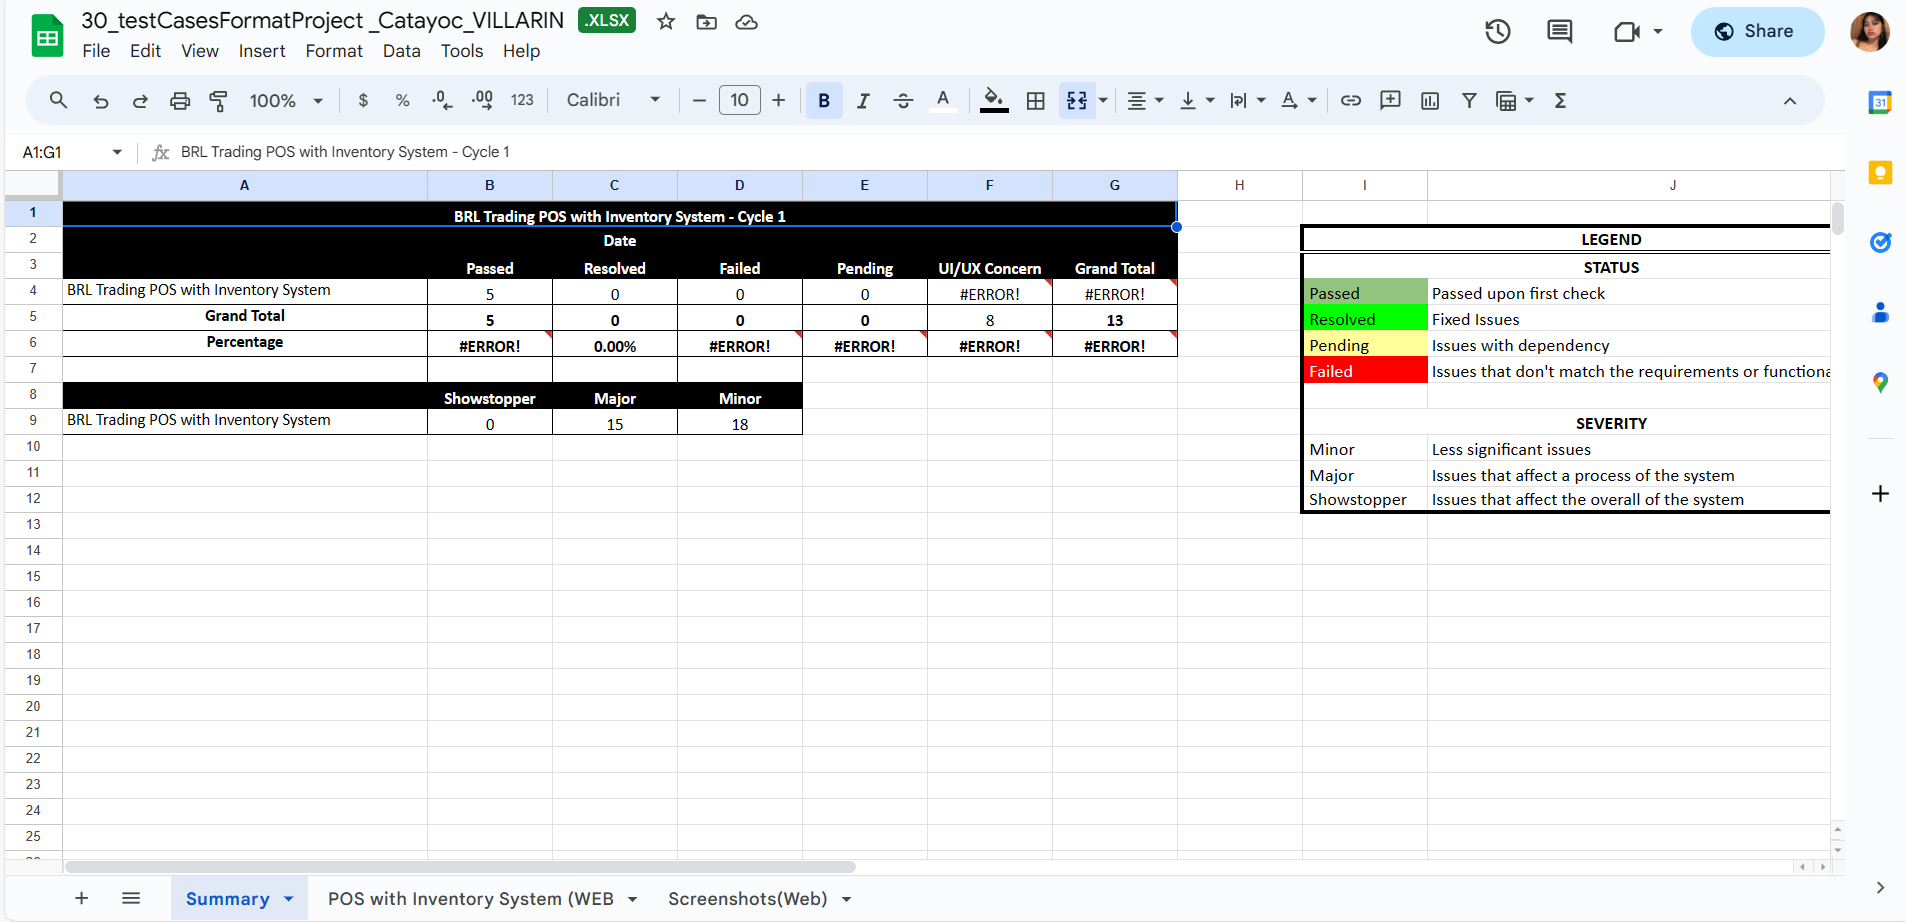 30_testCasesFormatProject _Catayoc_VILLARIN .XLSX
File Edit View Insert Format Data Tools Help
Share
100% $ % .0 .00 123 Calibri 10 B I A A
31
A1:G1 fx BRL Trading POS with Inventory System - Cycle 1
A B C D E F G H I J
1 BRL Trading POS with Inventory System - Cycle 1
2 Date LEGEND
3 Passed Resolved Failed Pending UI/UX Concern Grand Total STATUS
4 BRL Trading POS with Inventory System 5 0 0 0 #ERROR! #ERROR! Passed Passed upon first check
5 Grand Total 5 0 0 0 8 13 Resolved Fixed Issues
6 Percentage #ERROR! 0.00% #ERROR! #ERROR! #ERROR! #ERROR! Pending Issues with dependency
7 Failed Issues that don't match the requirements or functiona
8 Showstopper Major Minor
9 BRL Trading POS with Inventory System 0 15 18 SEVERITY
10 Minor Less significant issues
11 Major Issues that affect a process of the system
12 Showstopper Issues that affect the overall of the system
13
14
15
16
17
18
19
20
21
22
23
24
25
Summary POS with Inventory System (WEB Screenshots(Web)